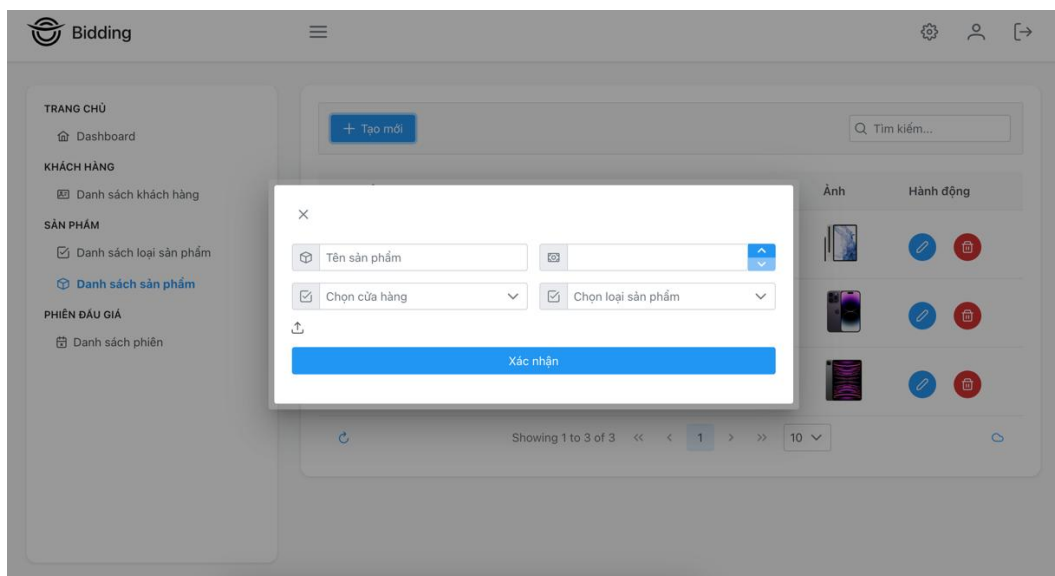 Bidding
TRANG CHỦ
Dashboard
KHÁCH HÀNG
Danh sách khách hàng
SẢN PHẨM
Danh sách loại sản phẩm
Danh sách sản phẩm
PHIÊN ĐẤU GIÁ
Danh sách phiên
+ Tạo mới
Tìm kiếm...
Ảnh Hành động
Tên sản phẩm
Chọn cửa hàng
Chọn loại sản phẩm
Xác nhận
Showing 1 to 3 of 3 << < 1 > >> 10